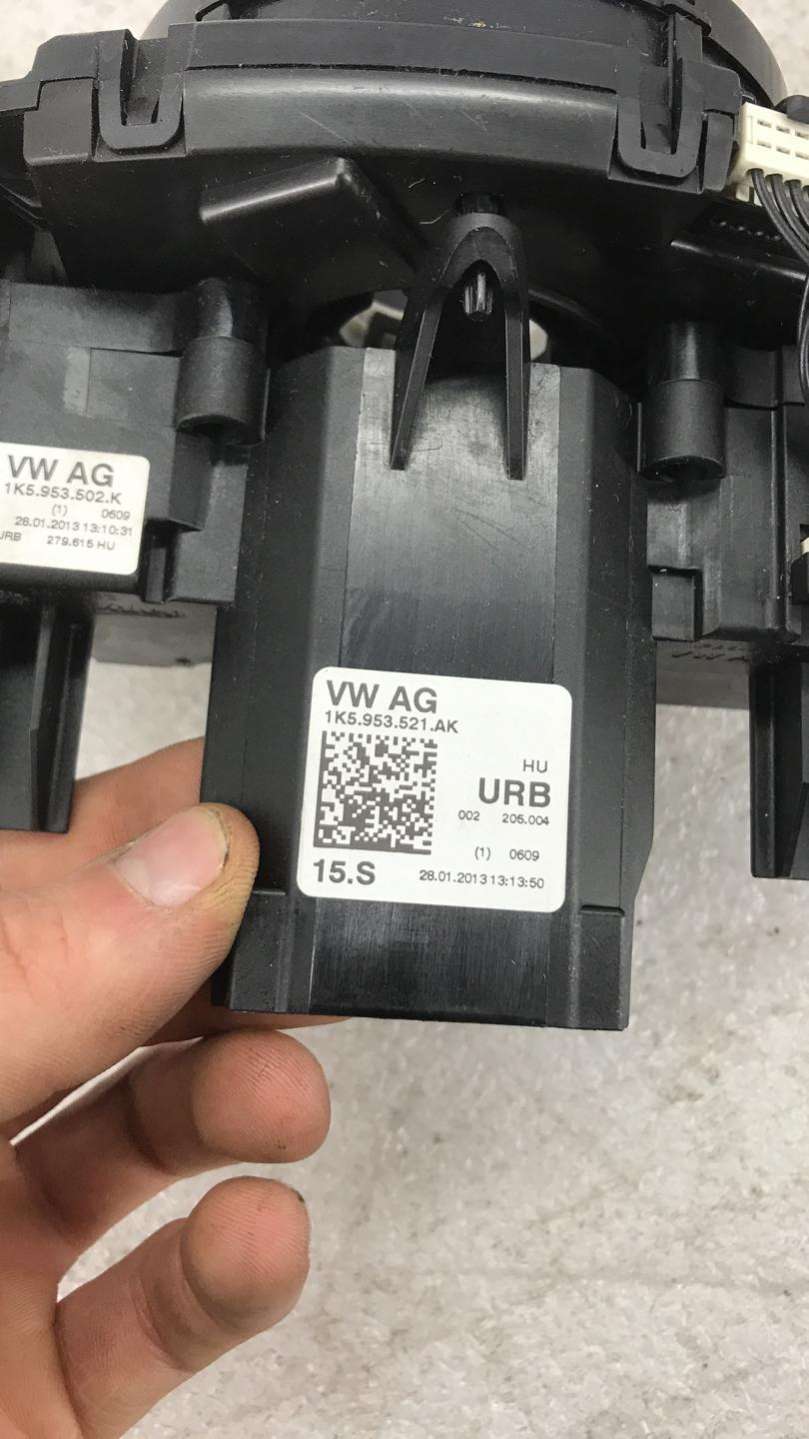 VW AG
1K5.953.502.K
(1) 0609
28.01.2013 13:10:31
URB 279.615 HU
VW AG
1K5.953.521.AK
HU
URB
002 205.004
(1) 0609
15.S 28.01.2013 13:13:50